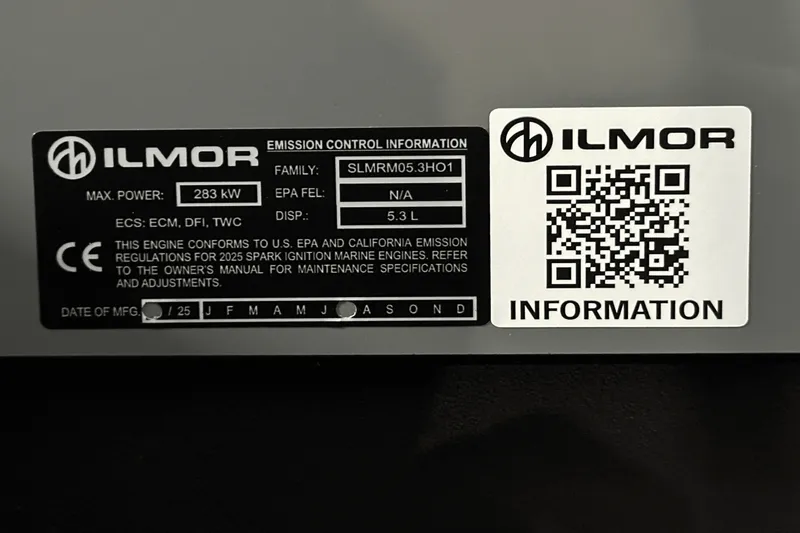 ILMOR
EMISSION CONTROL INFORMATION
MAX. POWER: 283 kW
FAMILY: SLMRM05.3HO1
EPA FEL: N/A
DISP.: 5.3 L
ECS: ECM, DFI, TWC
CE
THIS ENGINE CONFORMS TO U.S. EPA AND CALIFORNIA EMISSION
REGULATIONS FOR 2025 SPARK IGNITION MARINE ENGINES. REFER
TO THE OWNER'S MANUAL FOR MAINTENANCE SPECIFICATIONS
AND ADJUSTMENTS.
DATE OF MFG. / 25 J F M A M J A S O N D
ILMOR
INFORMATION